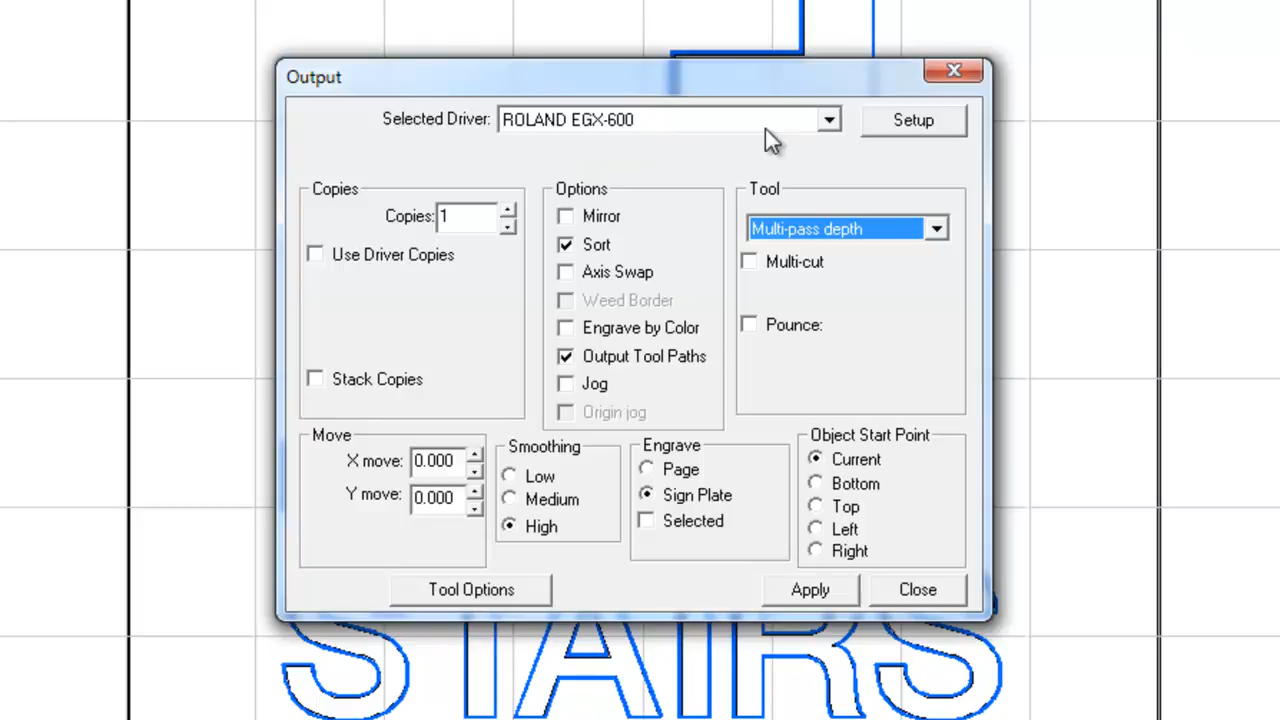 Output
Selected Driver: ROLAND EGX-600 Setup
Copies
Copies: 1
Use Driver Copies
Stack Copies
Options
Mirror
Sort
Axis Swap
Weed Border
Engrave by Color
Output Tool Paths
Jog
Origin jog
Tool
Multi-pass depth
Multi-cut
Pounce:
Move
X move: 0.000
Y move: 0.000
Smoothing
Low
Medium
High
Engrave
Page
Sign Plate
Selected
Object Start Point
Current
Bottom
Top
Left
Right
Tool Options Apply Close
STAIRS